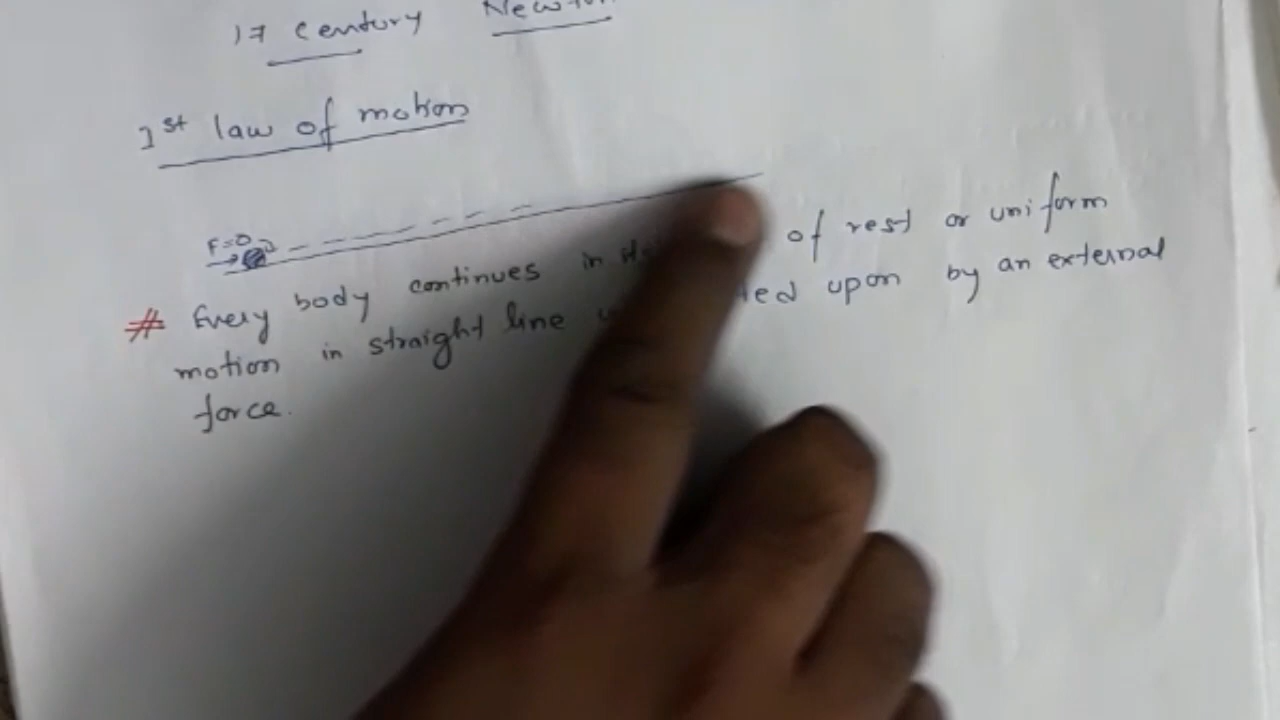 17 Century
1st law of motion
F=0
# Every body continues in of rest or uniform
motion in straight line upon by an external
force.